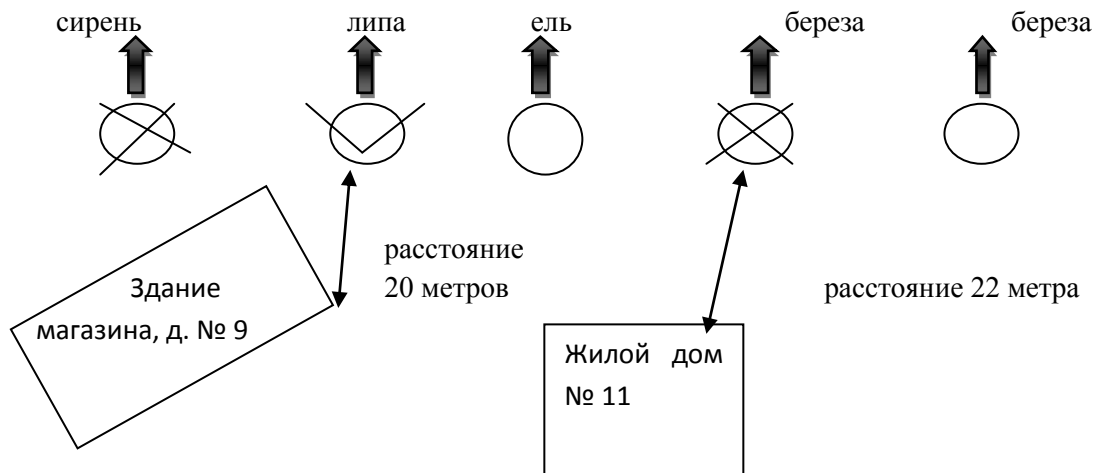 сирень липа ель береза береза
расстояние
20 метров
расстояние 22 метра
Здание
магазина, д. № 9
Жилой дом
№ 11